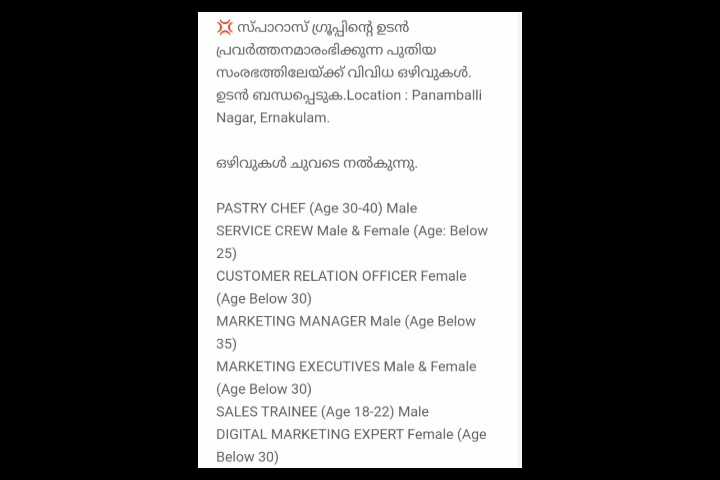 💢 സ്പാറാസ് ഗ്രൂപ്പിന്റെ ഉടൻ
പ്രവർത്തനമാരംഭിക്കുന്ന പുതിയ
സംരഭത്തിലേയ്ക്ക് വിവിധ ഒഴിവുകൾ.
ഉടൻ ബന്ധപ്പെടുക.Location : Panamballi
Nagar, Ernakulam.
ഒഴിവുകൾ ചുവടെ നൽകുന്നു.
PASTRY CHEF (Age 30-40) Male
SERVICE CREW Male & Female (Age: Below
25)
CUSTOMER RELATION OFFICER Female
(Age Below 30)
MARKETING MANAGER Male (Age Below
35)
MARKETING EXECUTIVES Male & Female
(Age Below 30)
SALES TRAINEE (Age 18-22) Male
DIGITAL MARKETING EXPERT Female (Age
Below 30)